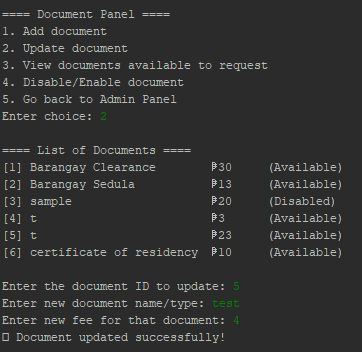 ==== Document Panel ====
1. Add document
2. Update document
3. View documents available to request
4. Disable/Enable document
5. Go back to Admin Panel
Enter choice: 2
==== List of Documents ====
[1] Barangay Clearance ₱30 (Available)
[2] Barangay Sedula ₱13 (Available)
[3] sample ₱20 (Disabled)
[4] t ₱3 (Available)
[5] t ₱23 (Available)
[6] certificate of residency ₱10 (Available)
Enter the document ID to update: 5
Enter new document name/type: test
Enter new fee for that document: 4
▯ Document updated successfully!